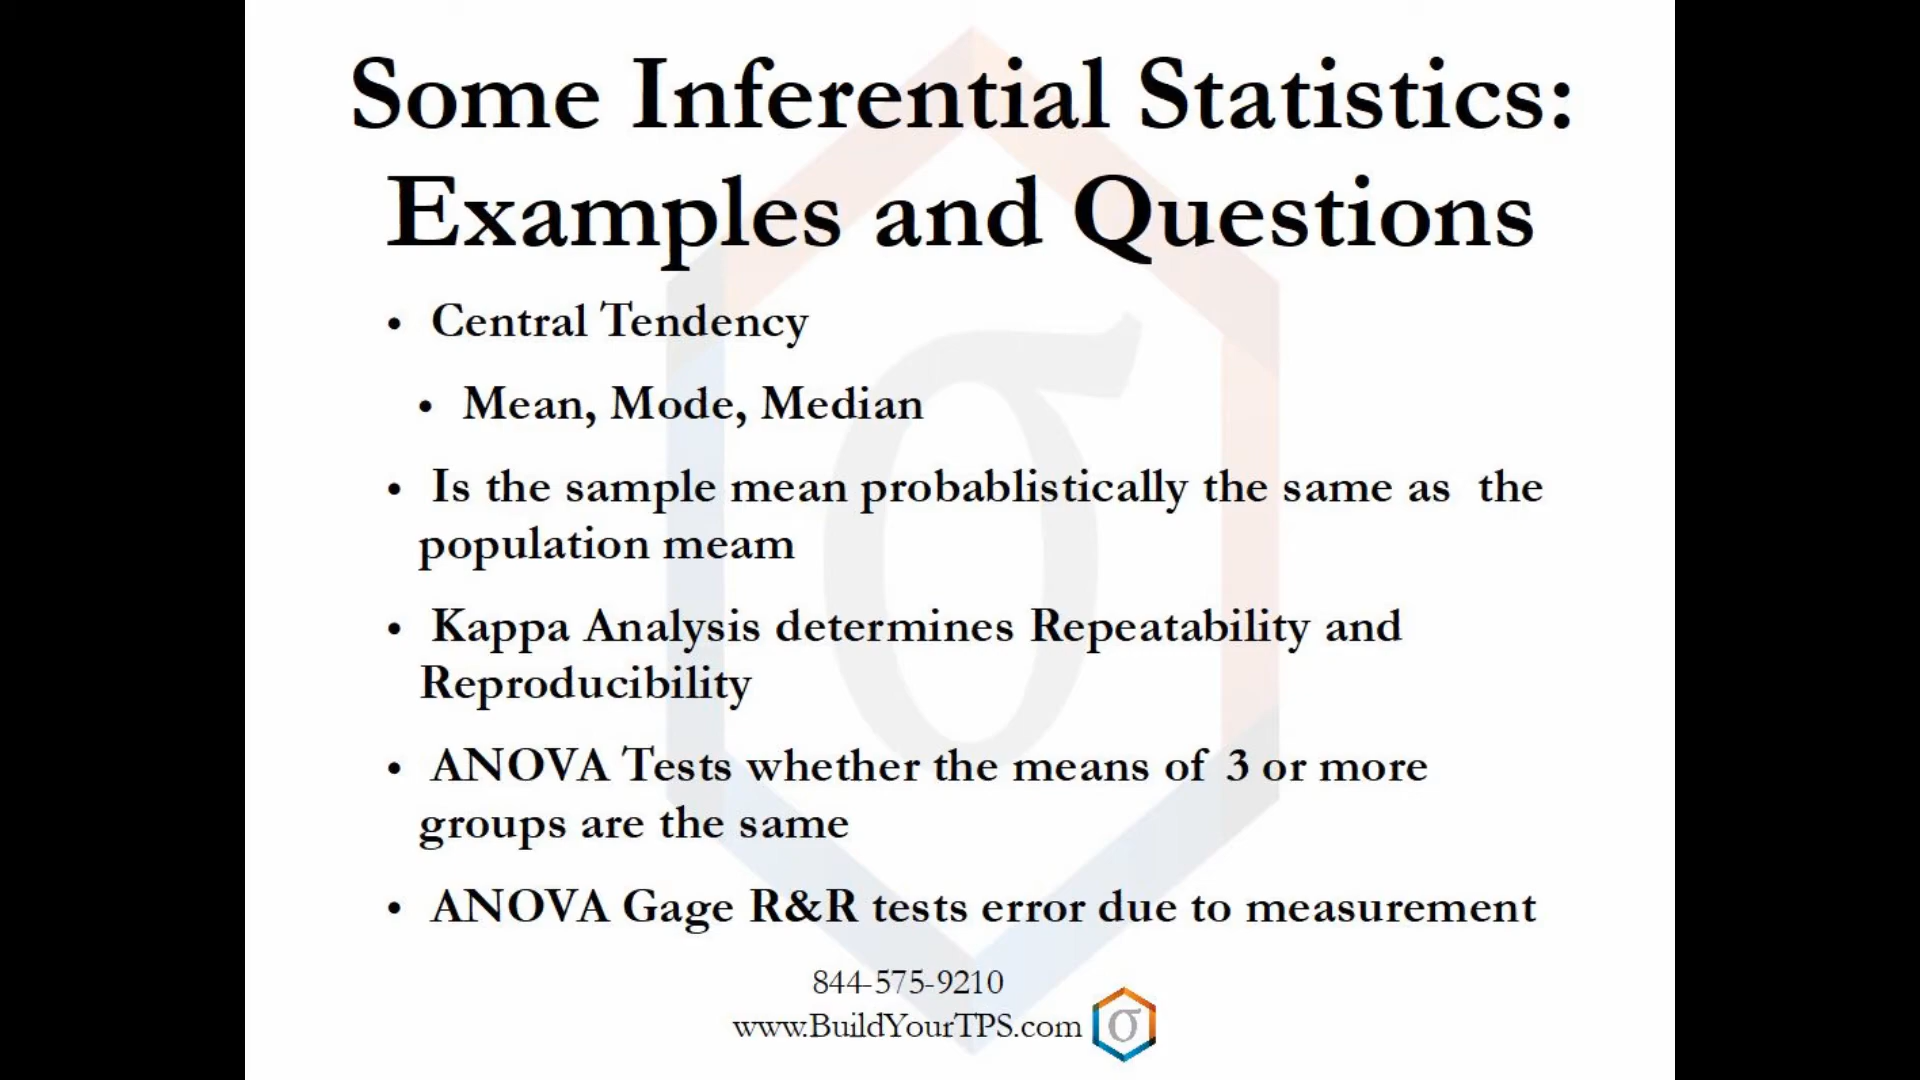 Some Inferential Statistics:
Examples and Questions
• Central Tendency
• Mean, Mode, Median
• Is the sample mean probablistically the same as the
population meam
• Kappa Analysis determines Repeatability and
Reproducibility
• ANOVA Tests whether the means of 3 or more
groups are the same
• ANOVA Gage R&R tests error due to measurement
844-575-9210
www.BuildYourTPS.com
σ